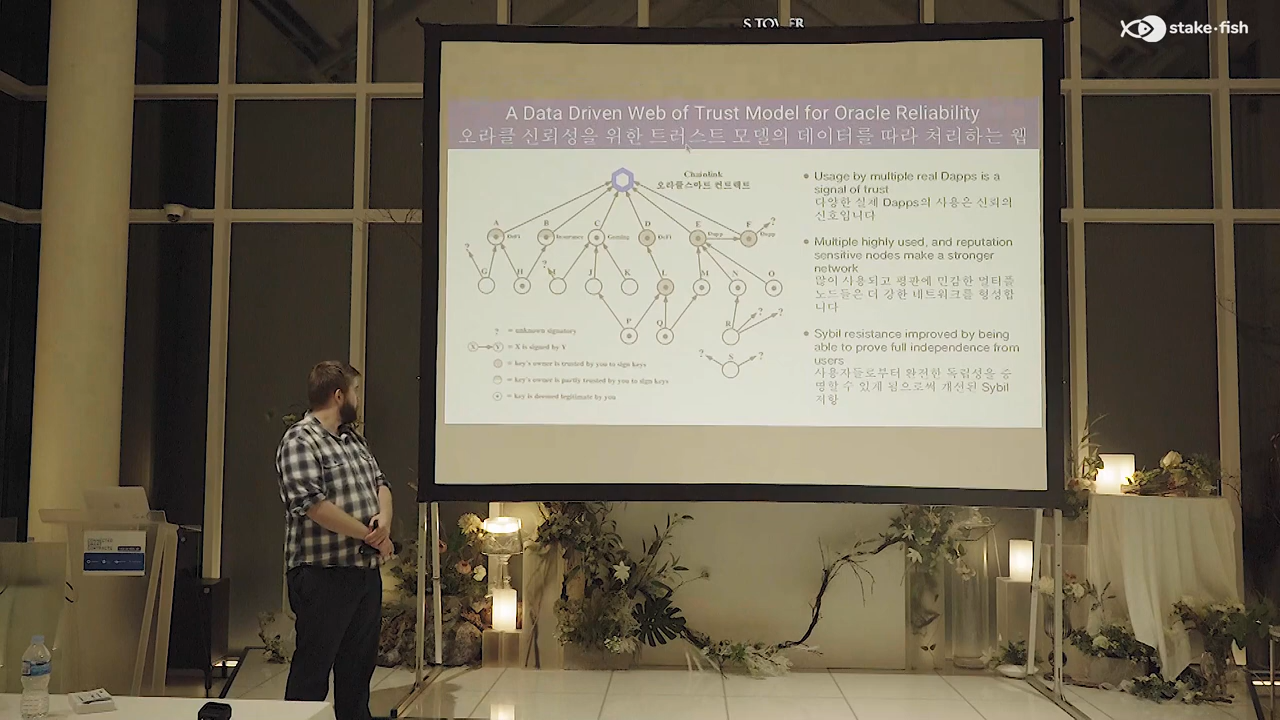 S TOWER
stake·fish
A Data Driven Web of Trust Model for Oracle Reliability
오라클 신뢰성을 위한 트러스트 모델의 데이터를 따라 처리하는 웹
Chainlink
오라클스마트 컨트랙트
A B C D E F ?
DeFi Insurance Gaming DeFi Dapp Dapp
?
G H ? M J K L M N O
P Q R ? ?
? S ?
? = unknown signatory
X Y = X is signed by Y
= key's owner is trusted by you to sign keys
= key's owner is partly trusted by you to sign keys
= key is deemed legitimate by you
Usage by multiple real Dapps is a
signal of trust
다양한 실제 Dapps의 사용은 신뢰의
신호입니다
Multiple highly used, and reputation
sensitive nodes make a stronger
network
많이 사용되고 평판에 민감한 멀티플
노드들은 더 강한 네트워크를 형성합
니다
Sybil resistance improved by being
able to prove full independence from
users
사용자들로부터 완전한 독립성을 증
명할 수 있게 됨으로써 개선된 Sybil
저항